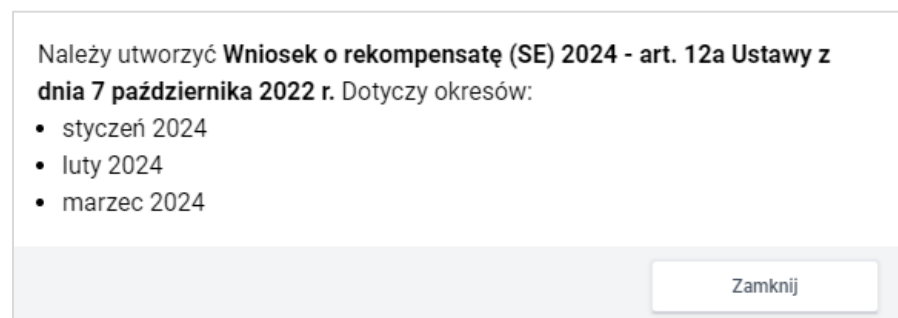 Należy utworzyć Wniosek o rekompensatę (SE) 2024 - art. 12a Ustawy z
dnia 7 października 2022 r. Dotyczy okresów:
• styczeń 2024
• luty 2024
• marzec 2024
Zamknij